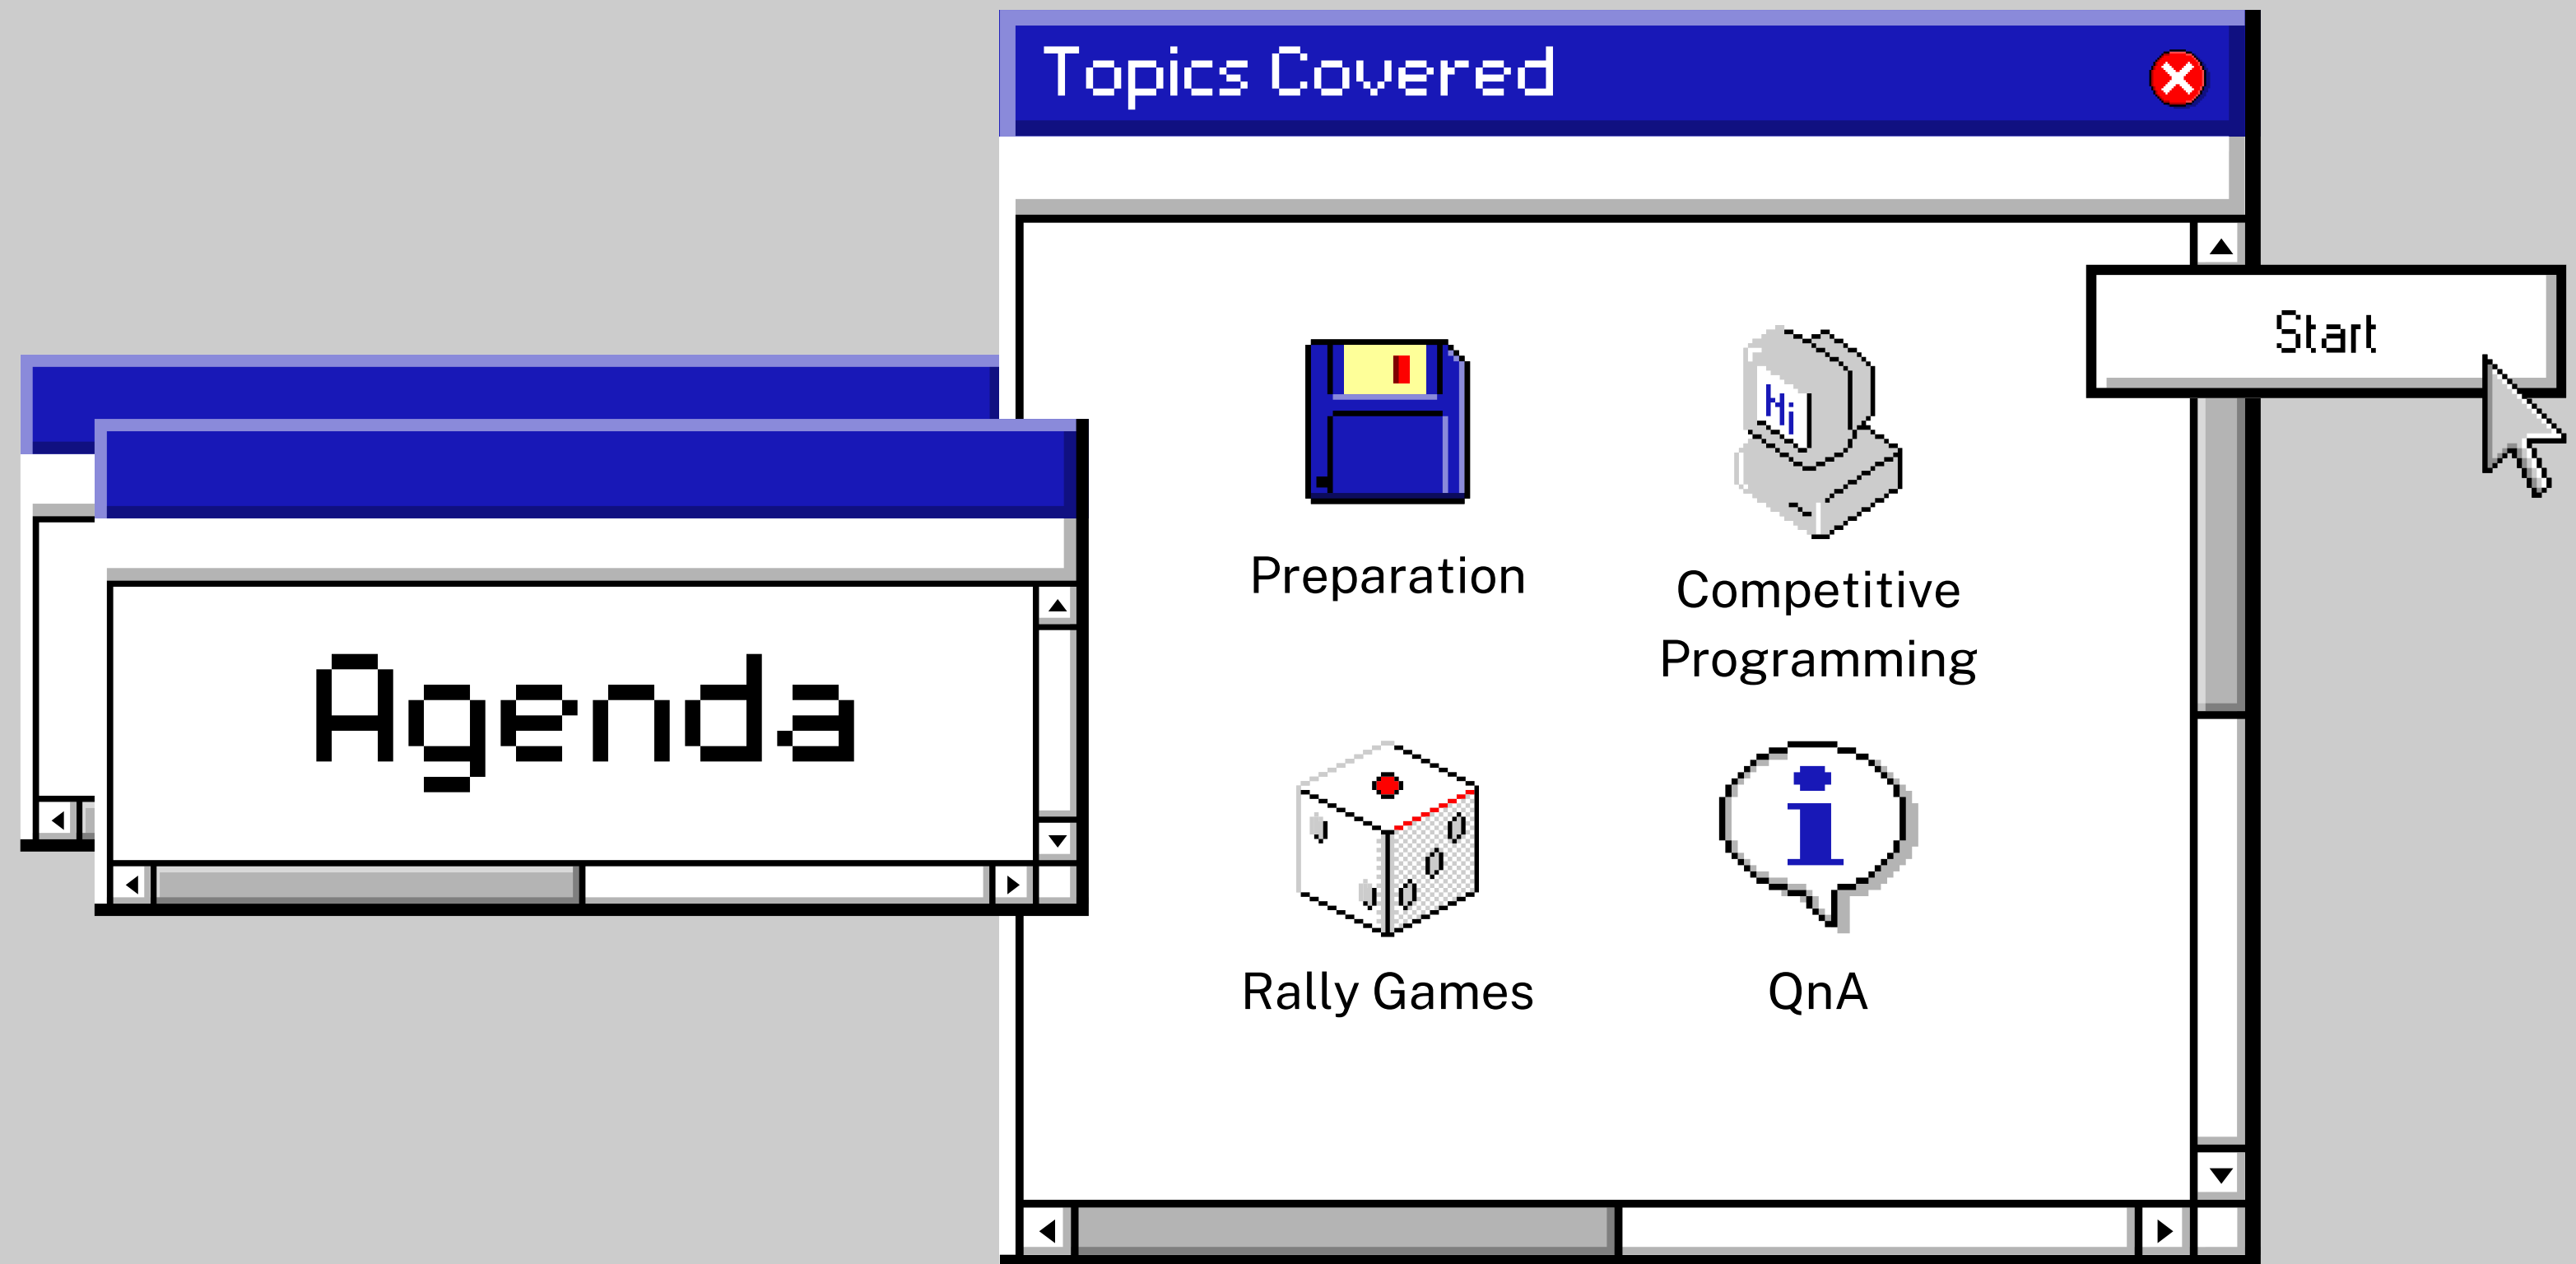 Topics Covered
Start
Hi
Preparation
Competitive
Programming
Agenda
i
Rally Games
QnA